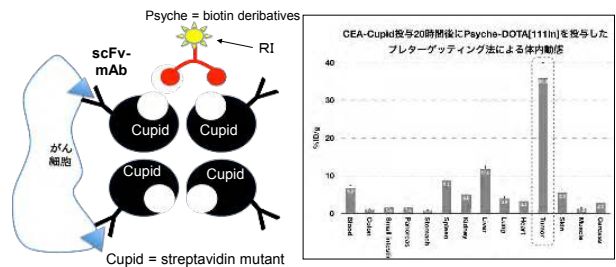 Psyche = biotin deribatives
RI
scFv-
mAb
Cupid
Cupid
Cupid
Cupid
がん
細胞
Cupid = streptavidin mutant
CEA-Cupid投与20時間後にPsyche-DOTA[111In]を投与した
プレターゲッティング法による体内動態
%ID/g
40
30
20
10
0
Blood
Colon
Small intestine
Pancreas
Stomach
Spleen
Kidney
Liver
Lung
Heart
Tumor
Skin
Muscle
Carcass